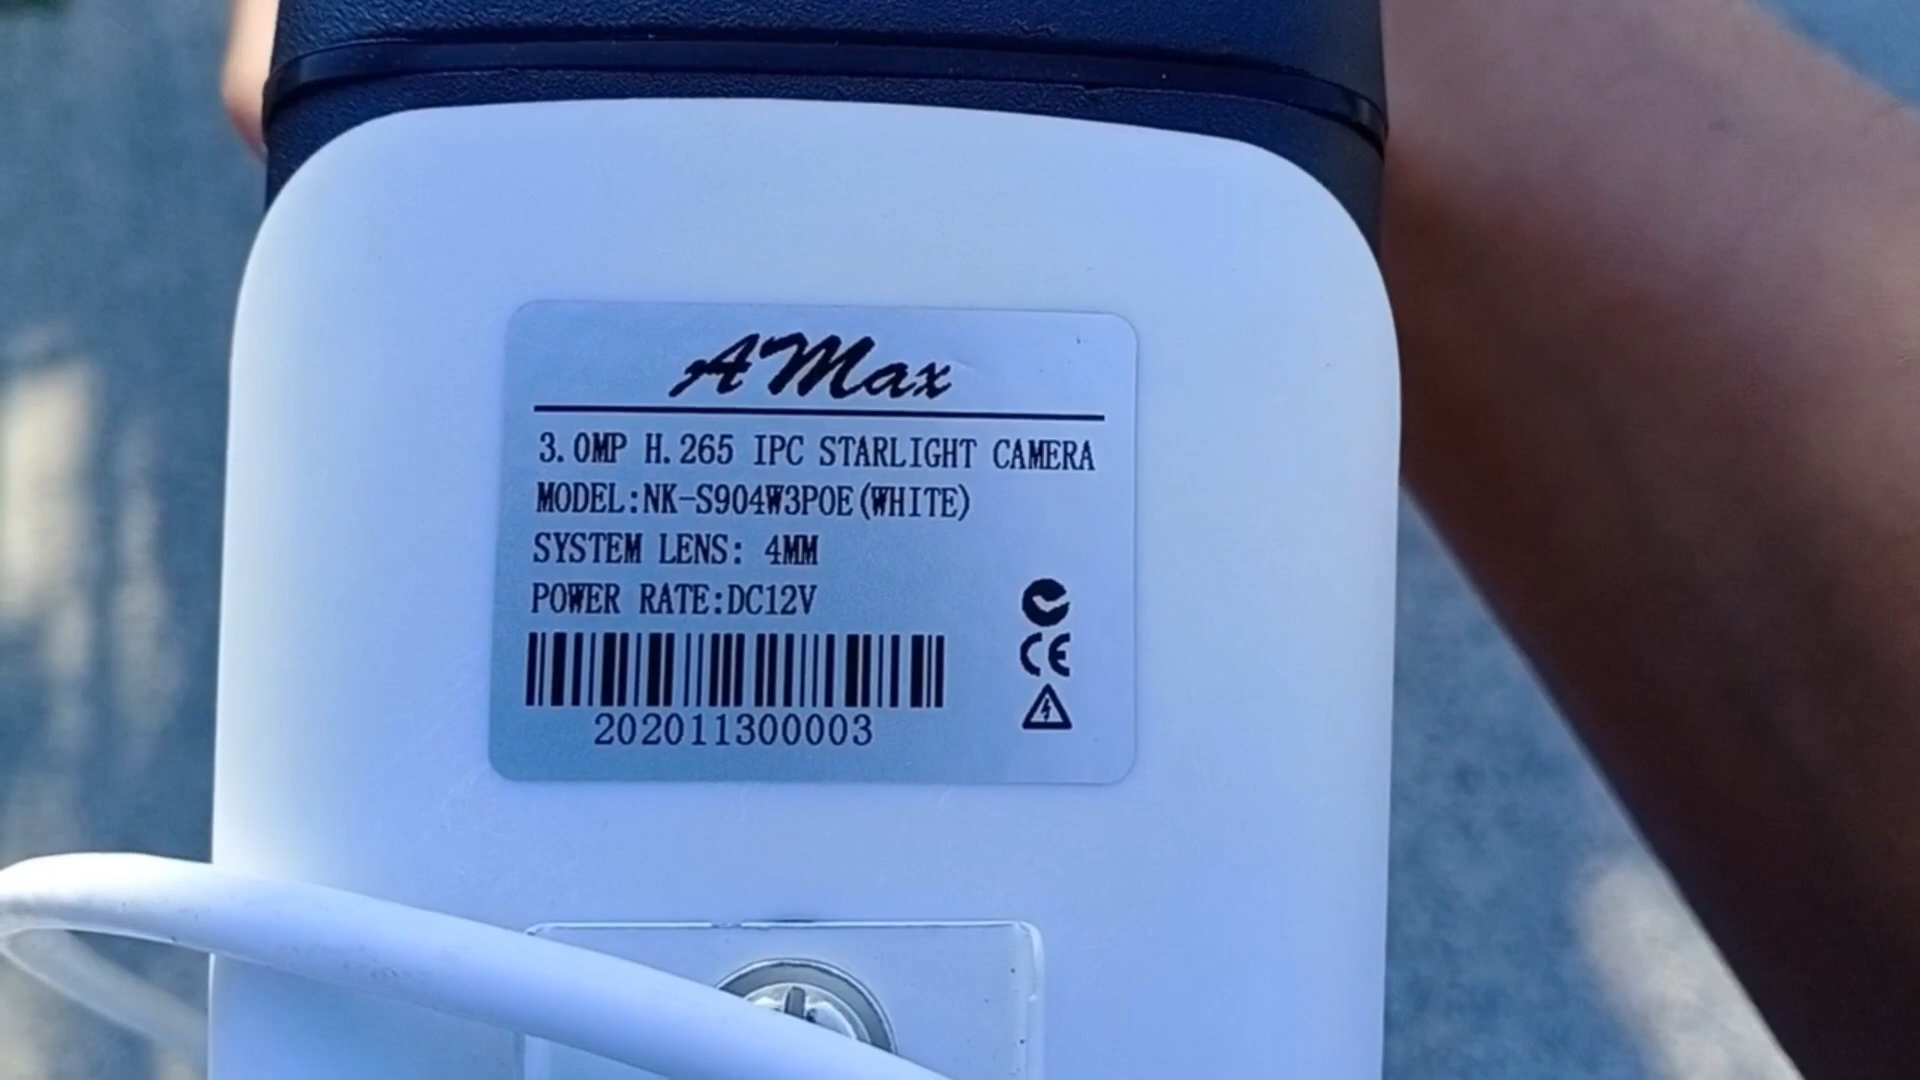 AMax
3.0MP H.265 IPC STARLIGHT CAMERA
MODEL:NK-S904W3POE(WHITE)
SYSTEM LENS: 4MM
POWER RATE:DC12V
CE
202011300003